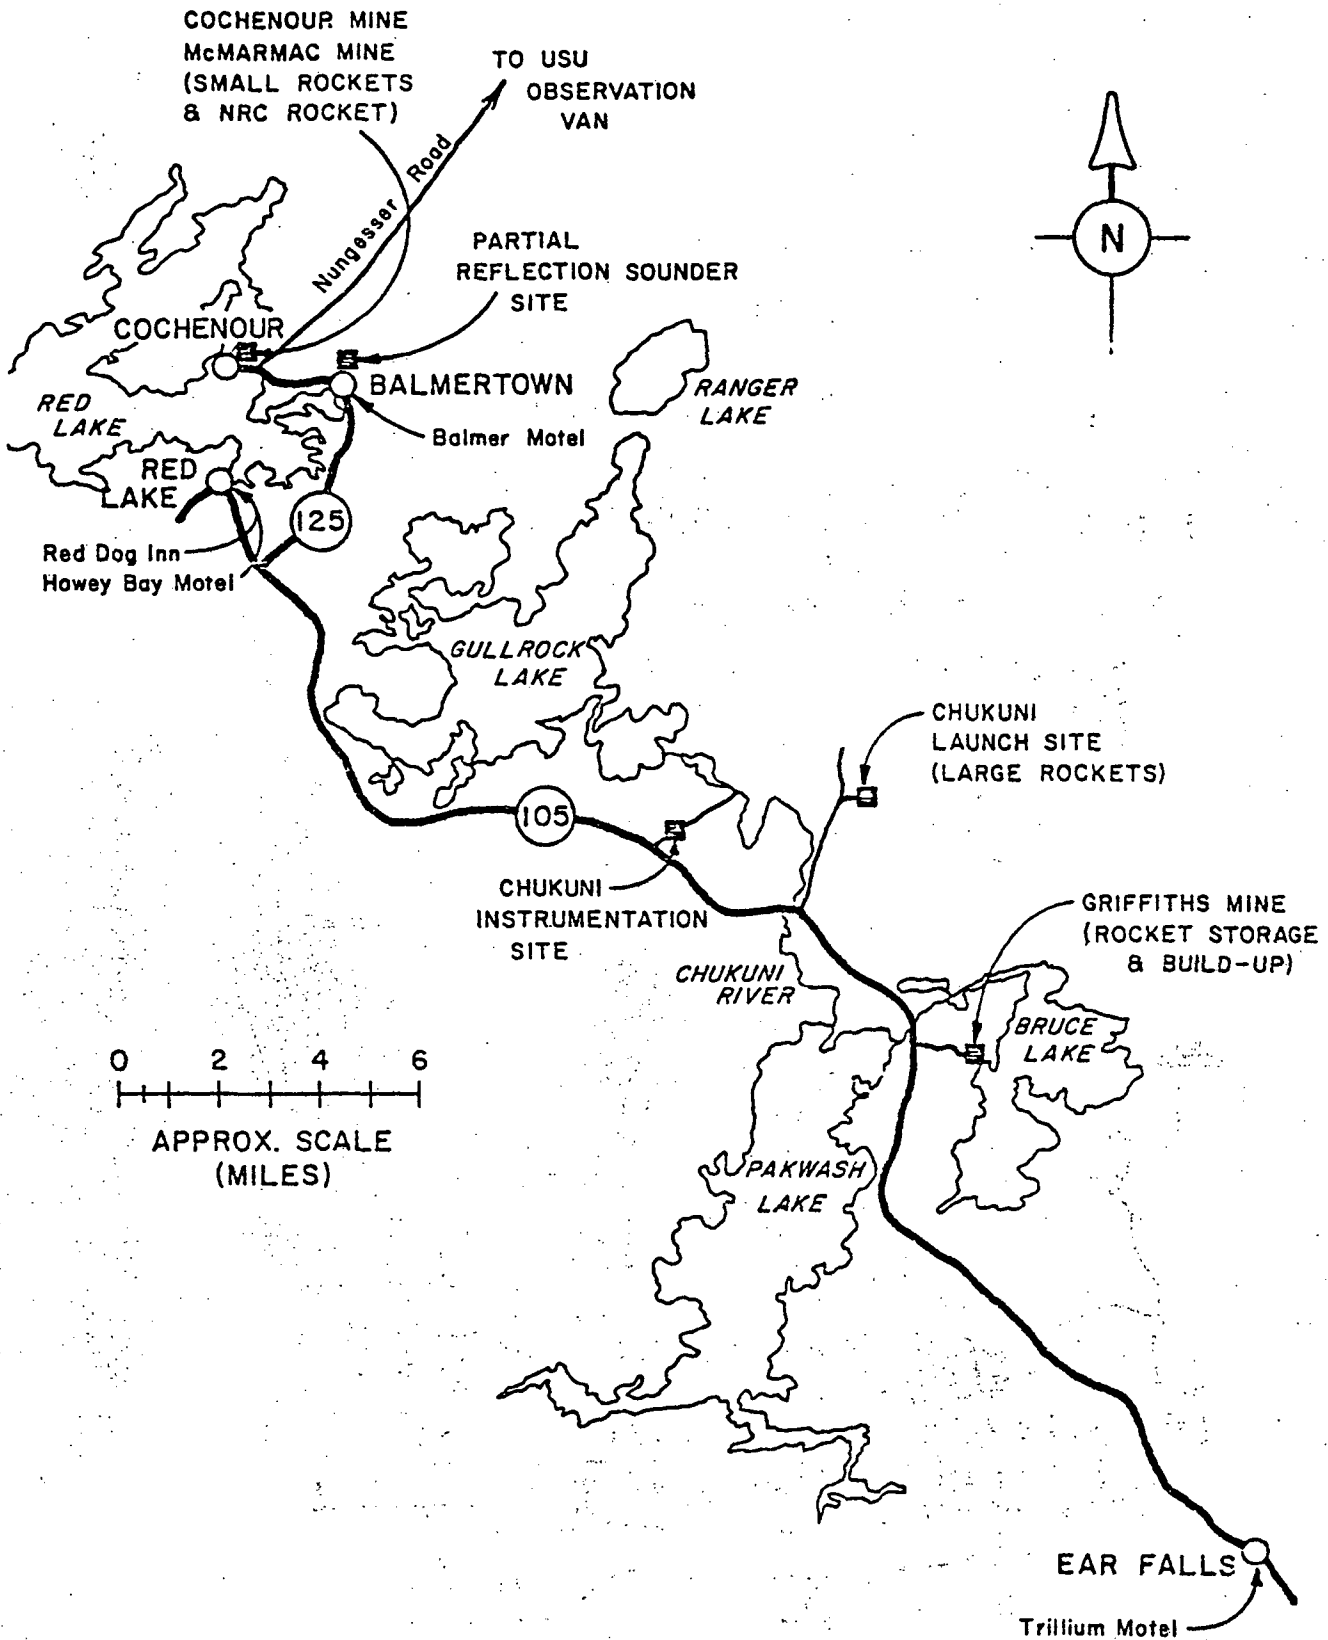 COCHENOUR MINE
McMARMAC MINE
(SMALL ROCKETS
& NRC ROCKET)
TO USU
OBSERVATION
VAN
Nungesser Road
N
PARTIAL
REFLECTION SOUNDER
SITE
COCHENOUR
BALMERTOWN
RANGER
LAKE
RED
LAKE
Balmer Motel
RED
LAKE
125
Red Dog Inn
Howey Bay Motel
GULLROCK
LAKE
CHUKUNI
LAUNCH SITE
(LARGE ROCKETS)
105
CHUKUNI
INSTRUMENTATION
SITE
GRIFFITHS MINE
(ROCKET STORAGE
& BUILD-UP)
CHUKUNI
RIVER
BRUCE
LAKE
0 2 4 6
APPROX. SCALE
(MILES)
PAKWASH
LAKE
EAR FALLS
Trillium Motel